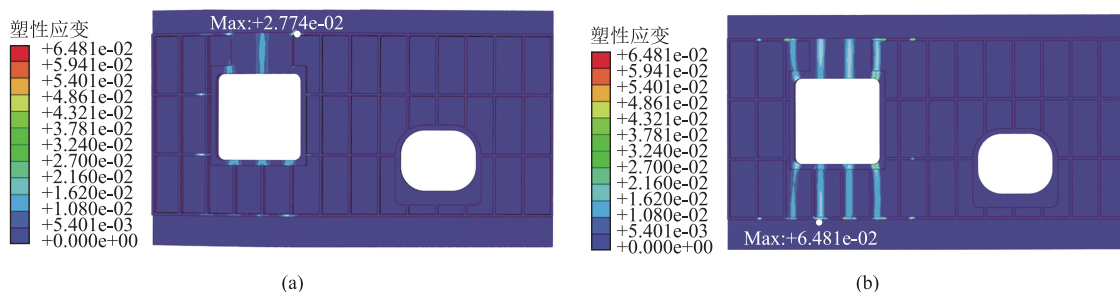 塑性应变
+6.481e-02
+5.941e-02
+5.401e-02
+4.861e-02
+4.321e-02
+3.781e-02
+3.240e-02
+2.700e-02
+2.160e-02
+1.620e-02
+1.080e-02
+5.401e-03
+0.000e+00
Max:+2.774e-02
(a)
塑性应变
+6.481e-02
+5.941e-02
+5.401e-02
+4.861e-02
+4.321e-02
+3.781e-02
+3.240e-02
+2.700e-02
+2.160e-02
+1.620e-02
+1.080e-02
+5.401e-03
+0.000e+00
Max:+6.481e-02
(b)